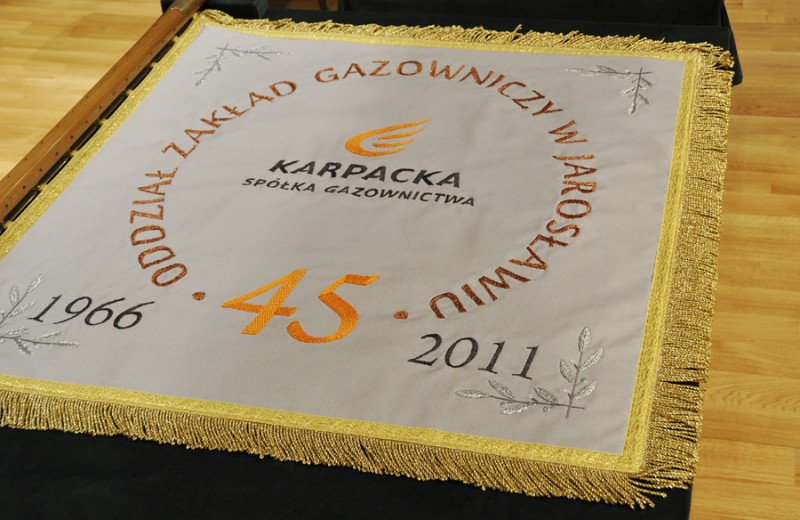 ODDZIAŁ ZAKŁAD GAZOWNICZY W JAROSŁAWIU
KARPACKA
SPÓŁKA GAZOWNICTWA
1966
45
2011